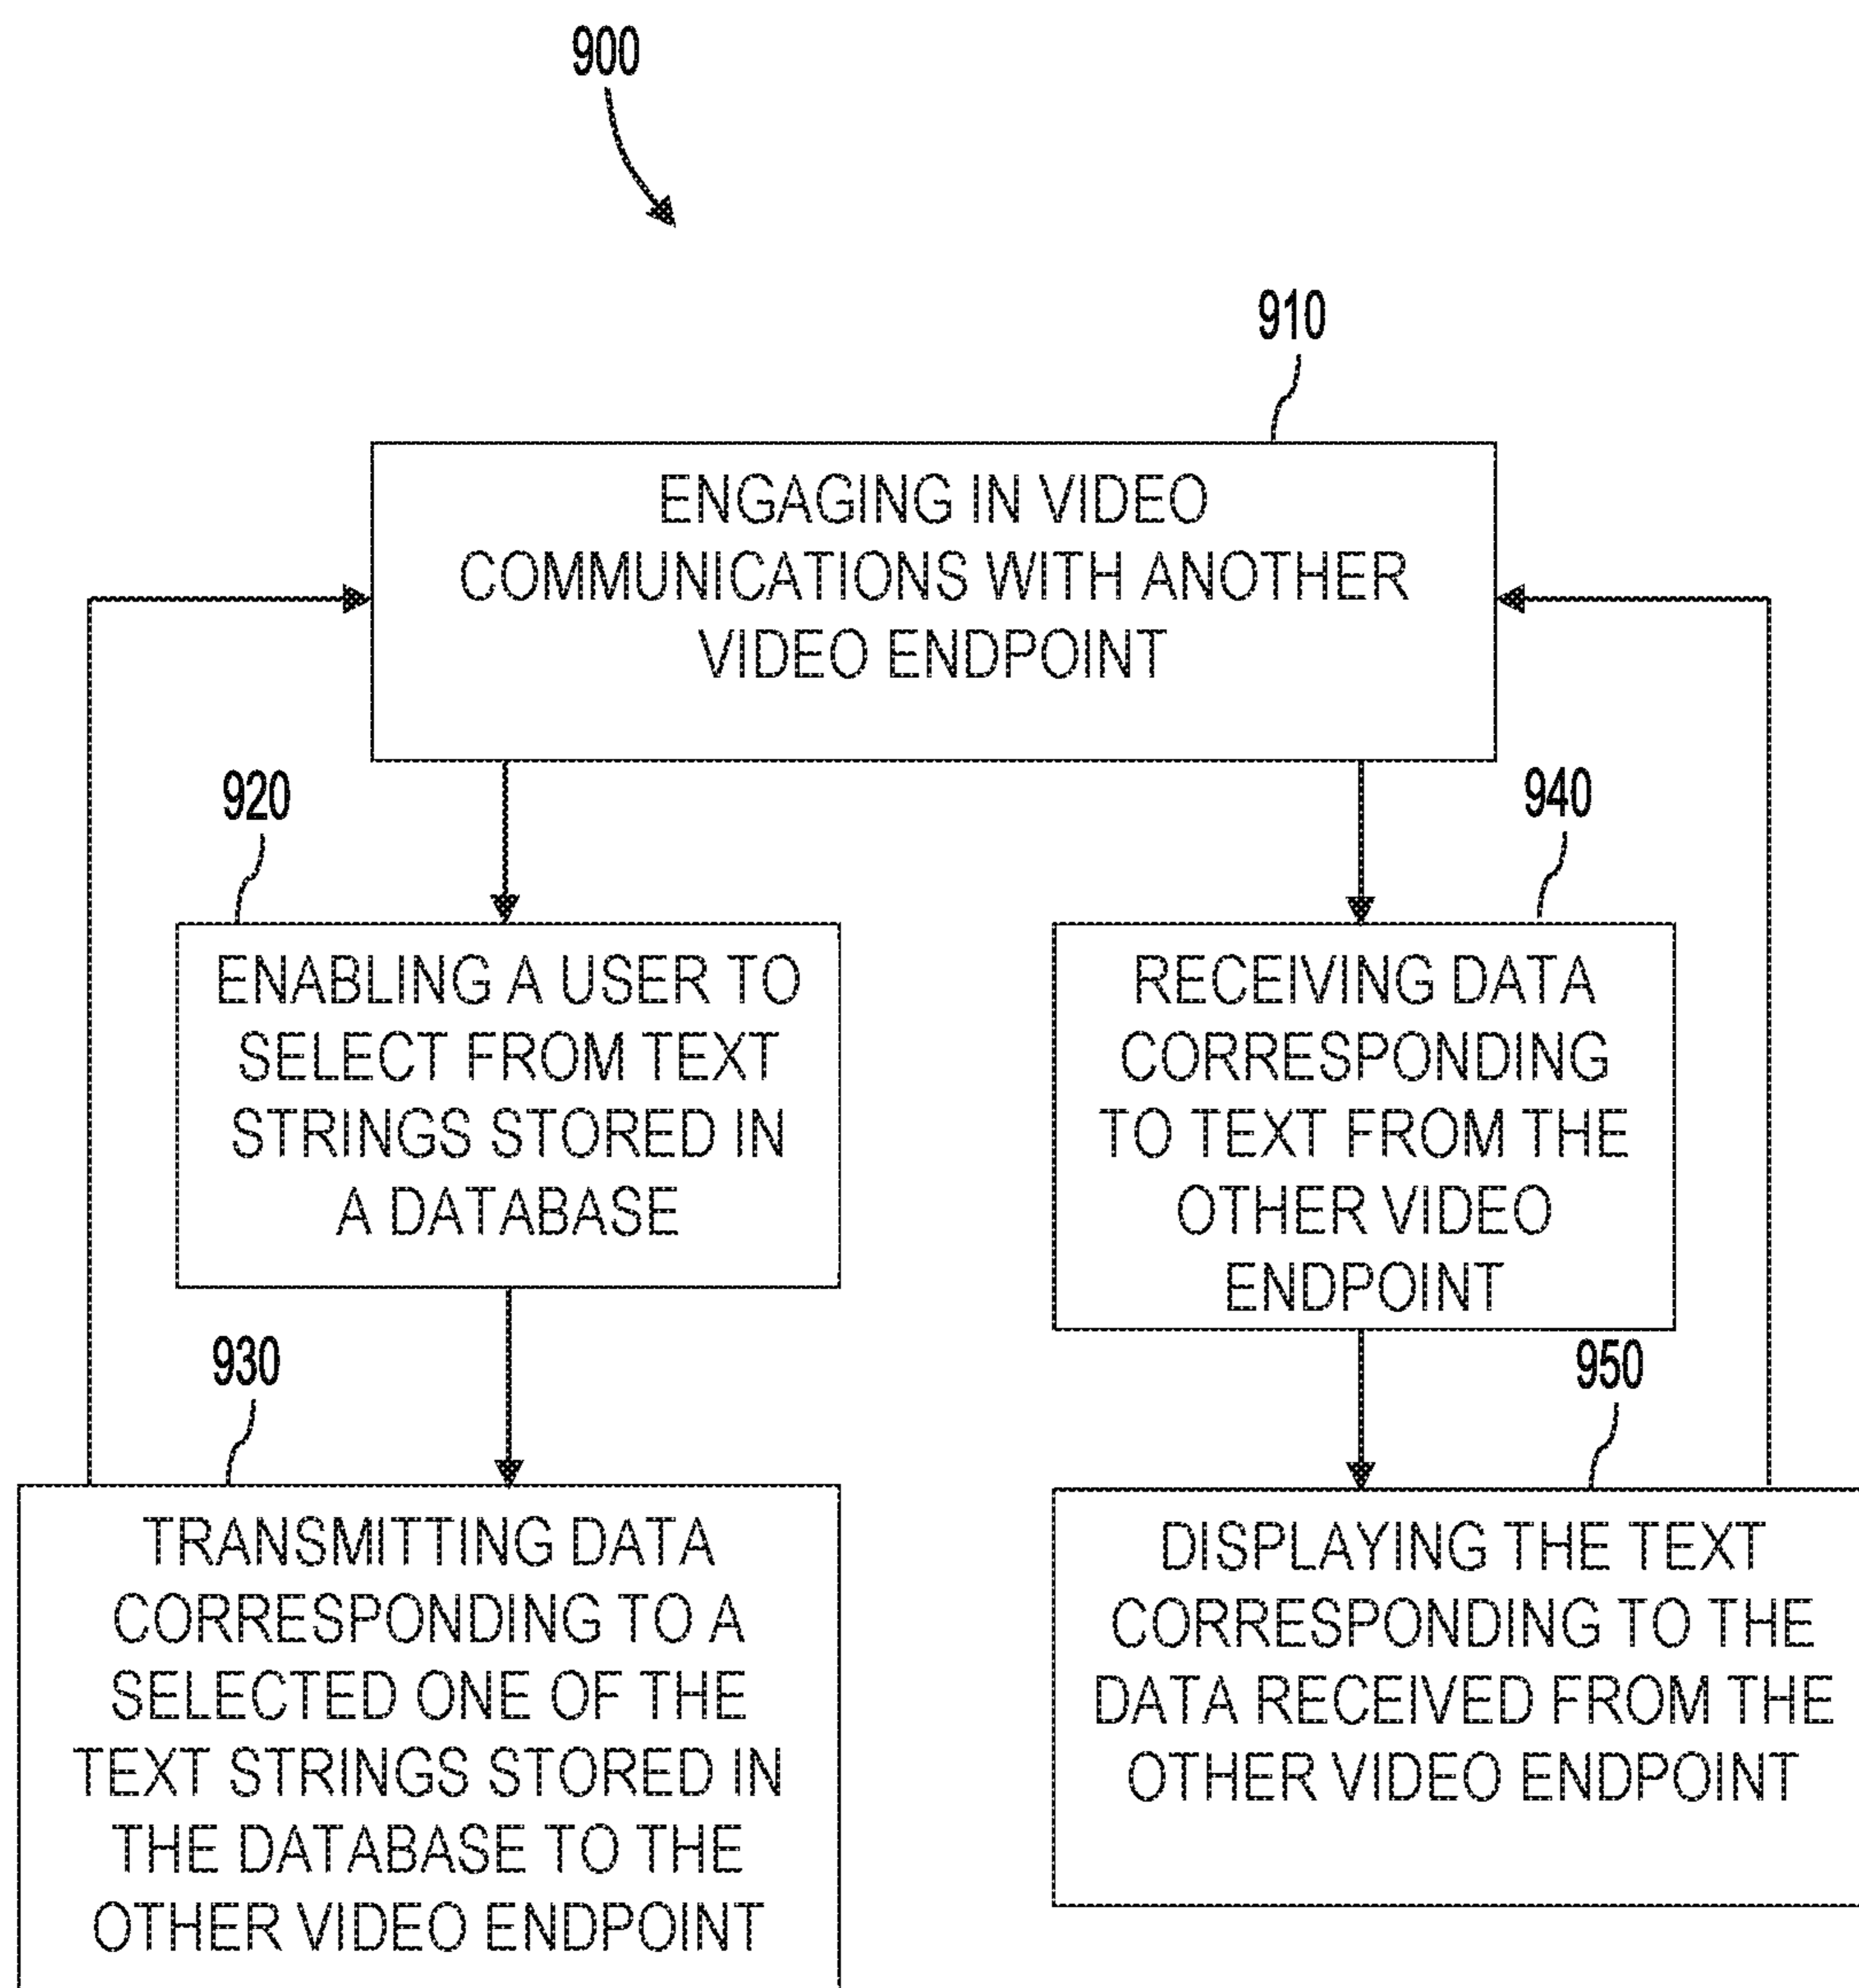 900
910
ENGAGING IN VIDEO
COMMUNICATIONS WITH ANOTHER
VIDEO ENDPOINT
920
ENABLING A USER TO
SELECT FROM TEXT
STRINGS STORED IN
A DATABASE
930
TRANSMITTING DATA
CORRESPONDING TO A
SELECTED ONE OF THE
TEXT STRINGS STORED IN
THE DATABASE TO THE
OTHER VIDEO ENDPOINT
940
RECEIVING DATA
CORRESPONDING
TO TEXT FROM THE
OTHER VIDEO
ENDPOINT
950
DISPLAYING THE TEXT
CORRESPONDING TO THE
DATA RECEIVED FROM THE
OTHER VIDEO ENDPOINT